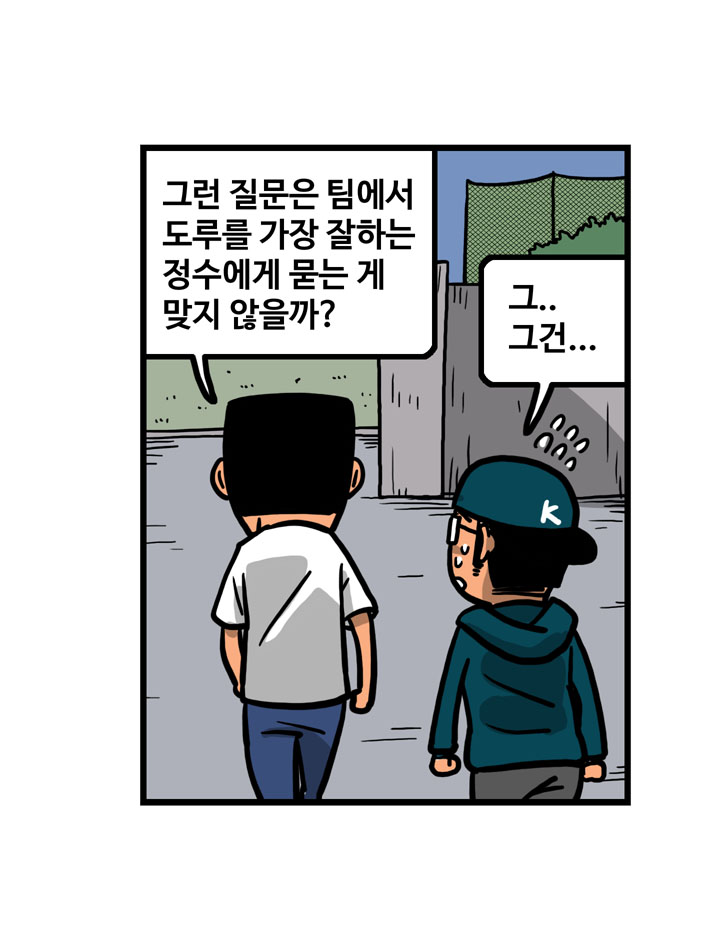 그런 질문은 팀에서
도루를 가장 잘하는
정수에게 묻는 게
맞지 않을까?
그..
그건...
K